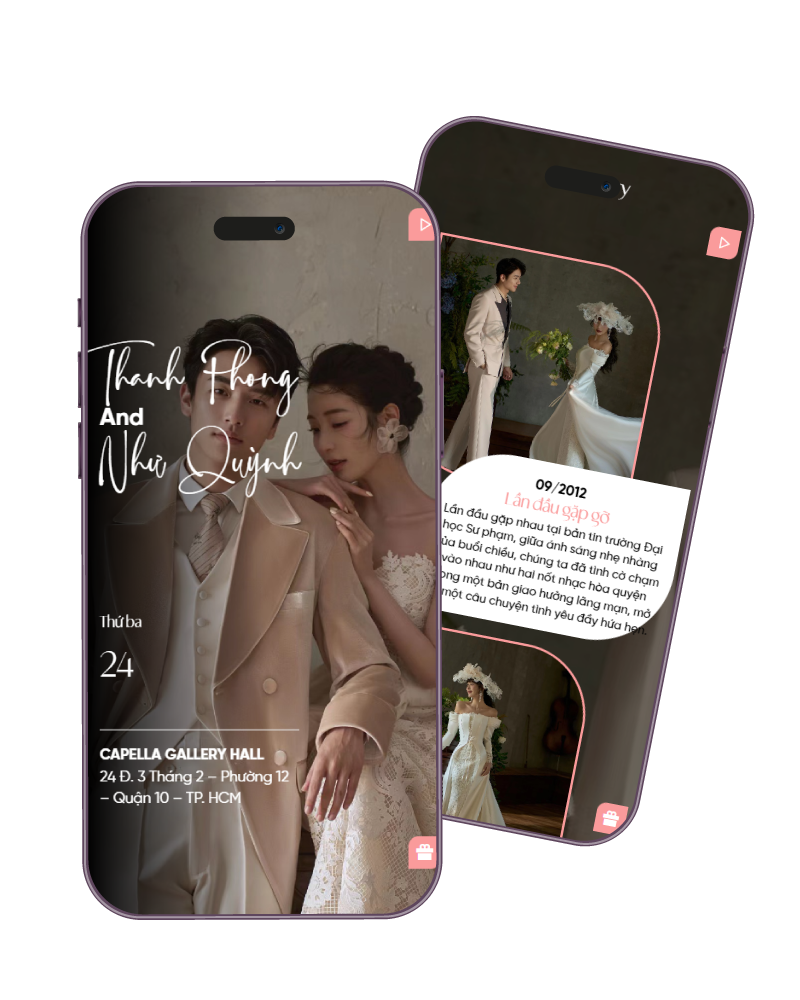 Thanh Phong
And
Như Quỳnh
Thứ ba
24
CAPELLA GALLERY HALL
24 Đ. 3 Tháng 2 – Phường 12
– Quận 10 – TP. HCM
y
09/2012
Lần đầu gặp gỡ
Lần đầu gặp nhau tại bản tin trường Đại
học Sư phạm, giữa ánh sáng nhẹ nhàng
ủa buổi chiều, chúng ta đã tình cờ chạm
vào nhau như hai nốt nhạc hòa quyện
ong một bản giao hưởng lãng mạn, mở
một câu chuyện tình yêu đầy hứa hẹn.